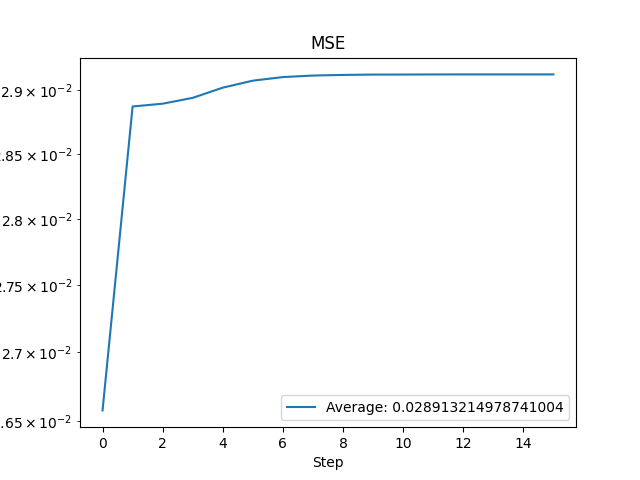 MSE
2.9 × 10⁻²
2.85 × 10⁻²
2.8 × 10⁻²
2.75 × 10⁻²
2.7 × 10⁻²
.65 × 10⁻²
Average: 0.028913214978741004
0 2 4 6 8 10 12 14
Step